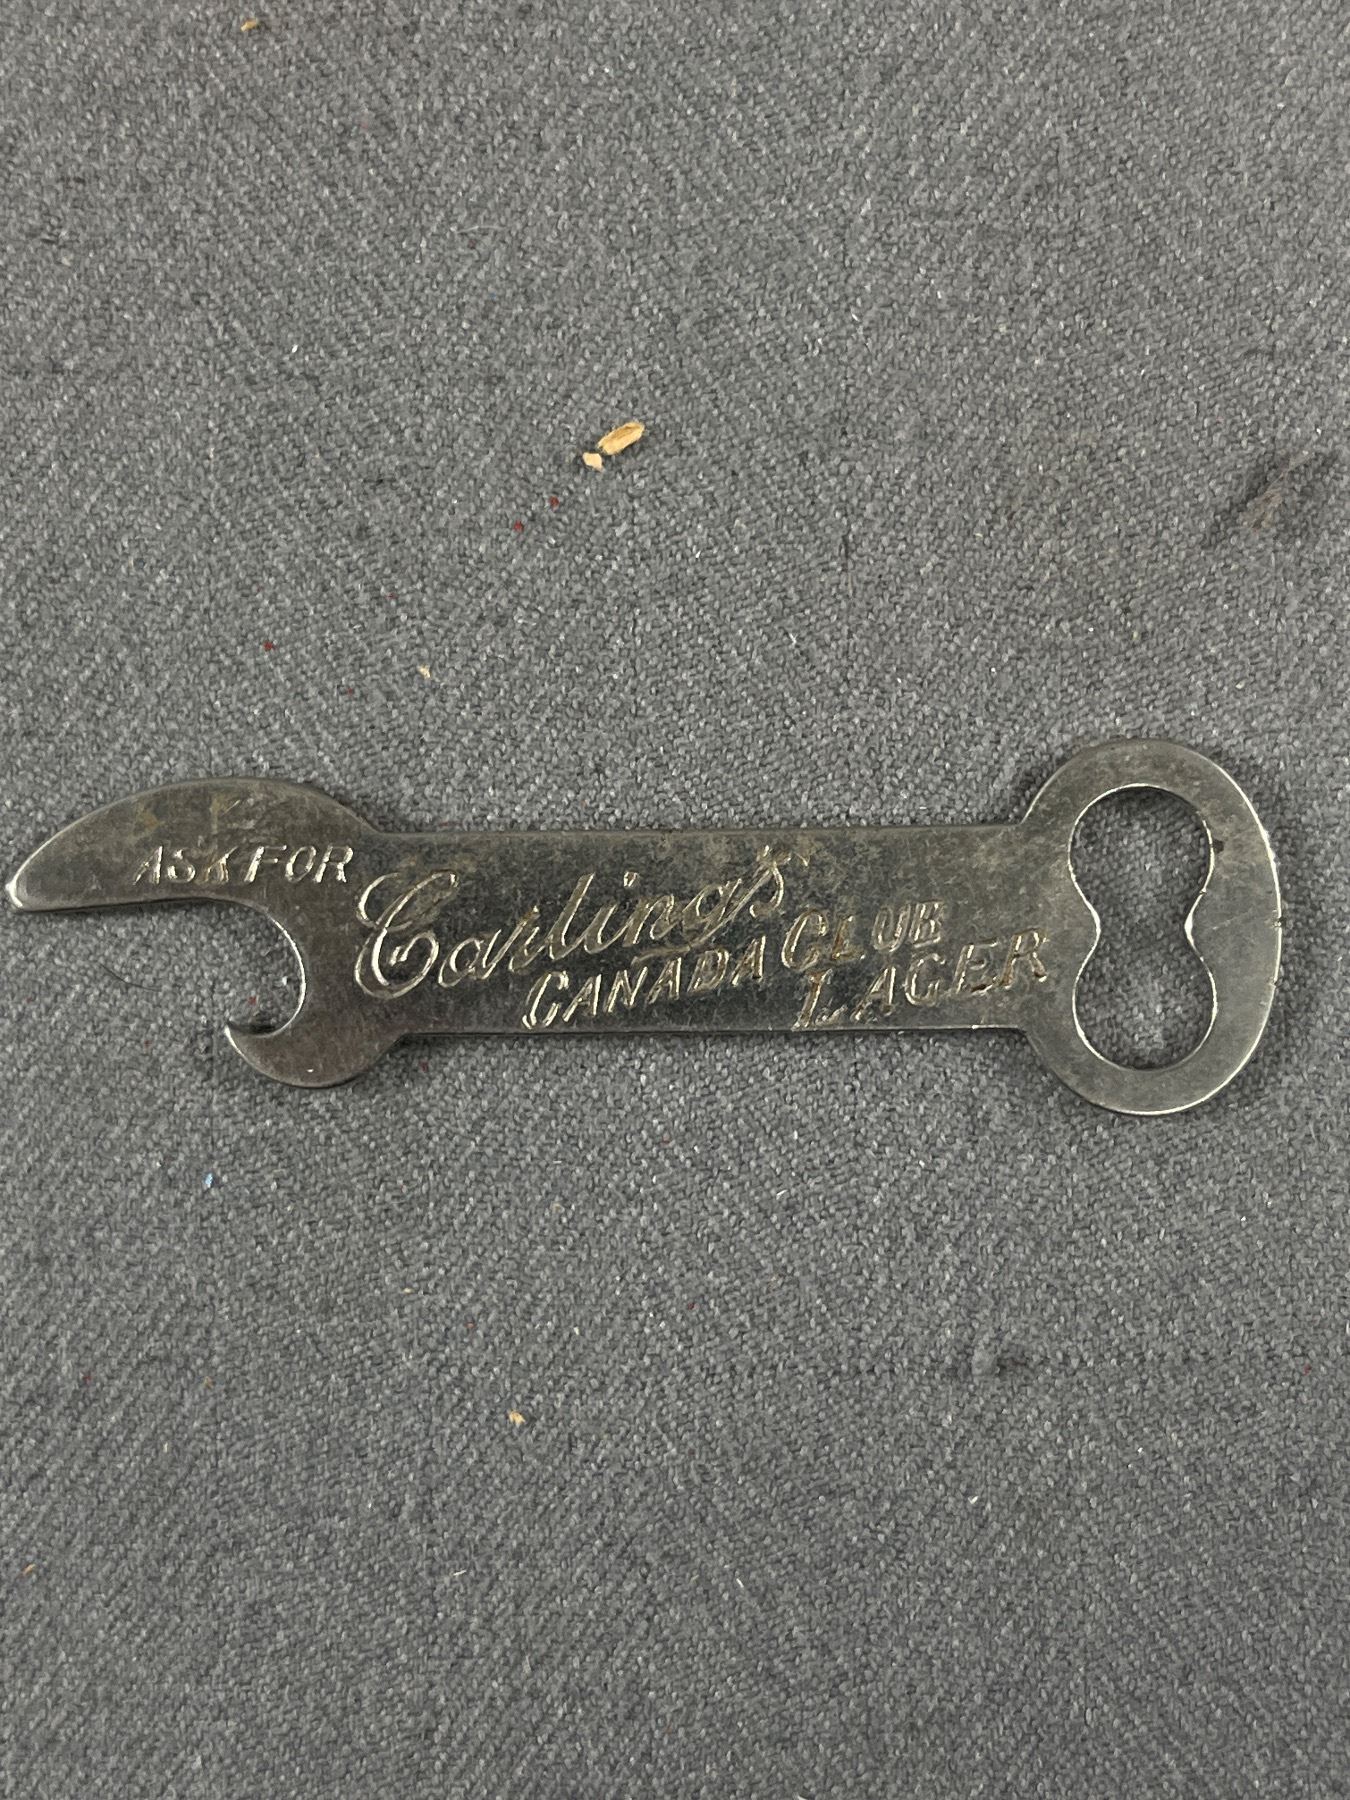 ASK FOR
Carling's
CANADA CLUB
LAGER